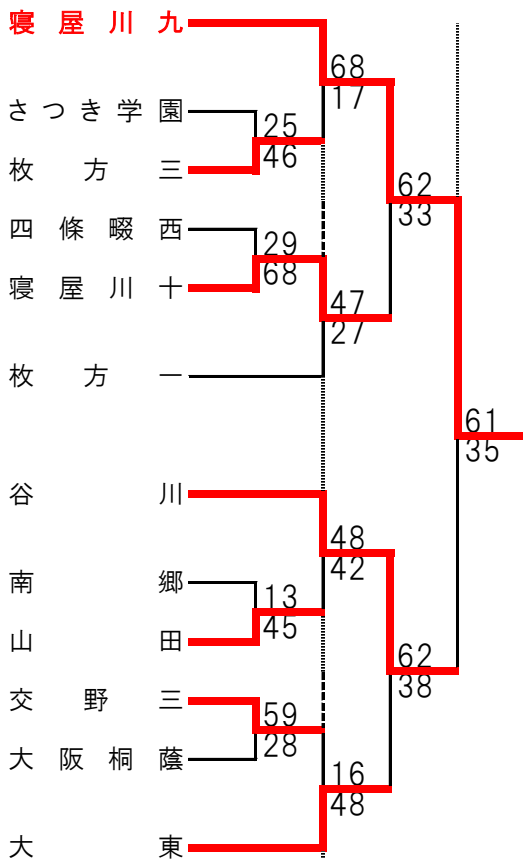 寝屋川九
68
17
さつき学園
25
46
枚方三
62
33
四條畷西
29
68
寝屋川十
47
27
枚方一
61
35
谷川
48
42
南郷
13
45
山田
62
38
交野三
59
28
大阪桐蔭
16
48
大東